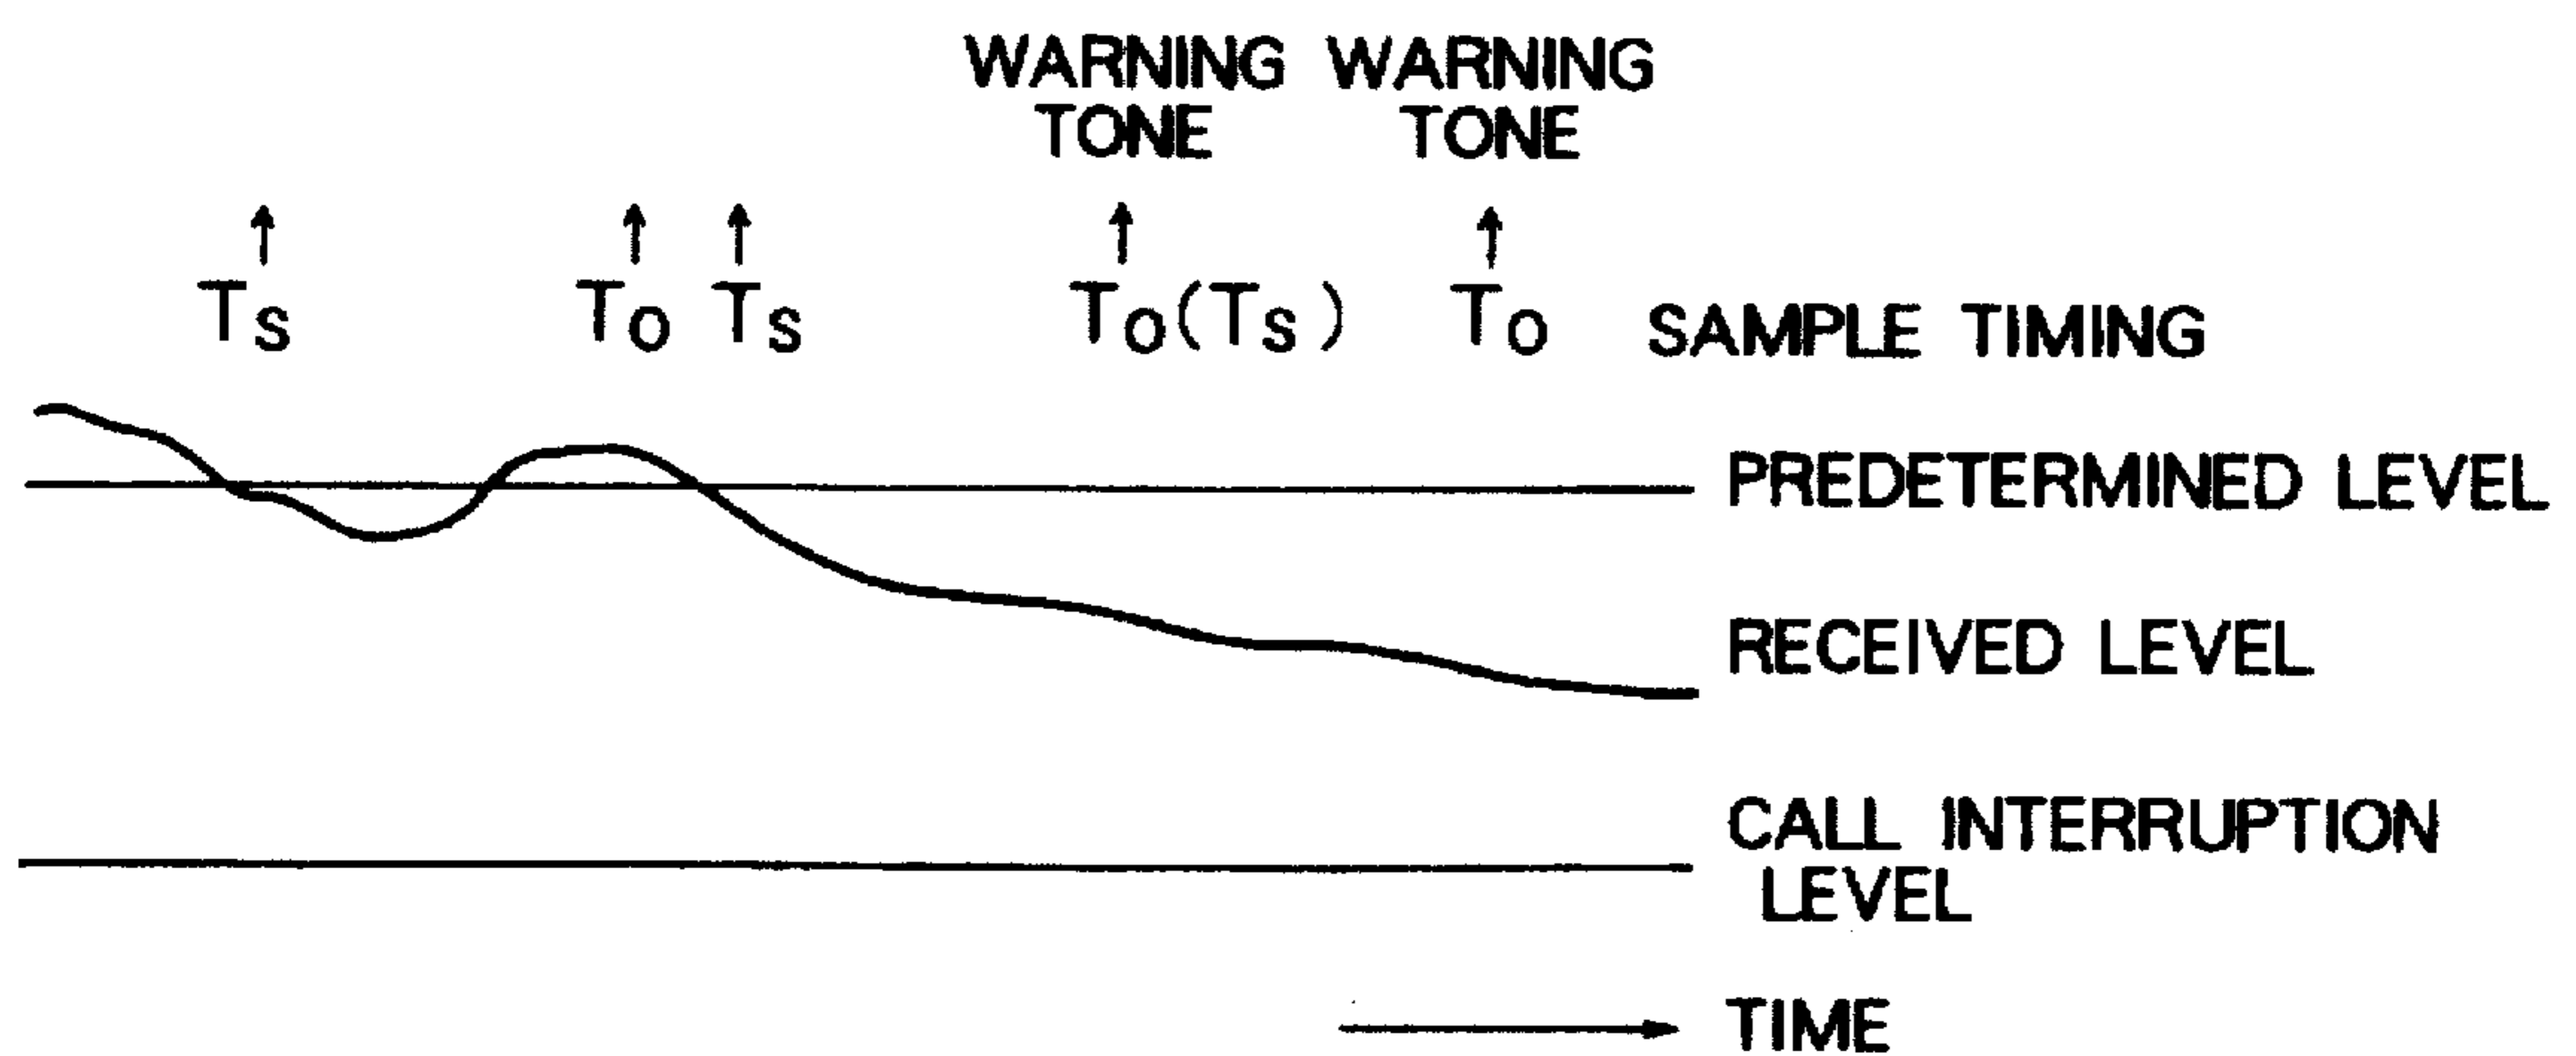 WARNING WARNING
TONE TONE
Ts To Ts To(Ts) To SAMPLE TIMING
PREDETERMINED LEVEL
RECEIVED LEVEL
CALL INTERRUPTION
LEVEL
TIME